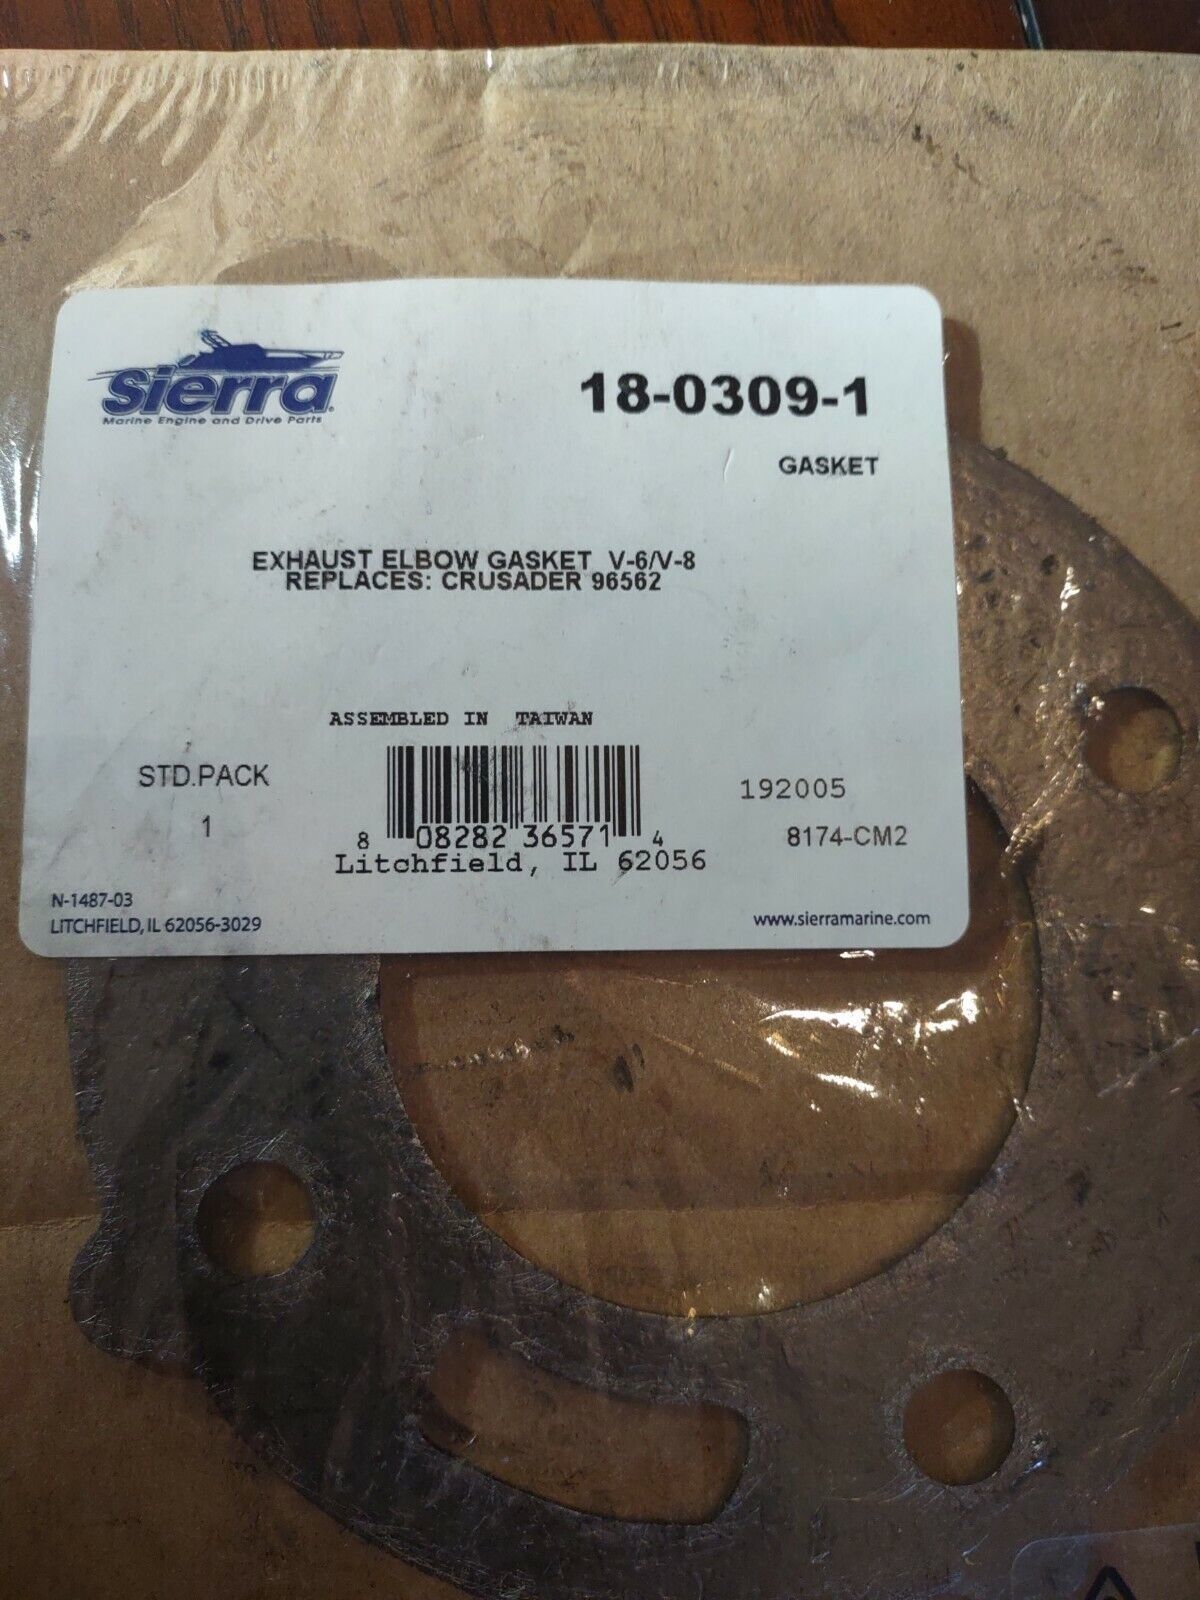 Sierra
Marine Engine and Drive Parts
18-0309-1
GASKET
EXHAUST ELBOW GASKET V-6/V-8
REPLACES: CRUSADER 96562
ASSEMBLED IN TAIWAN
STD.PACK
1
8 08282 36571 4
192005
8174-CM2
Litchfield, IL 62056
N-1487-03
LITCHFIELD, IL 62056-3029
www.sierramarine.com